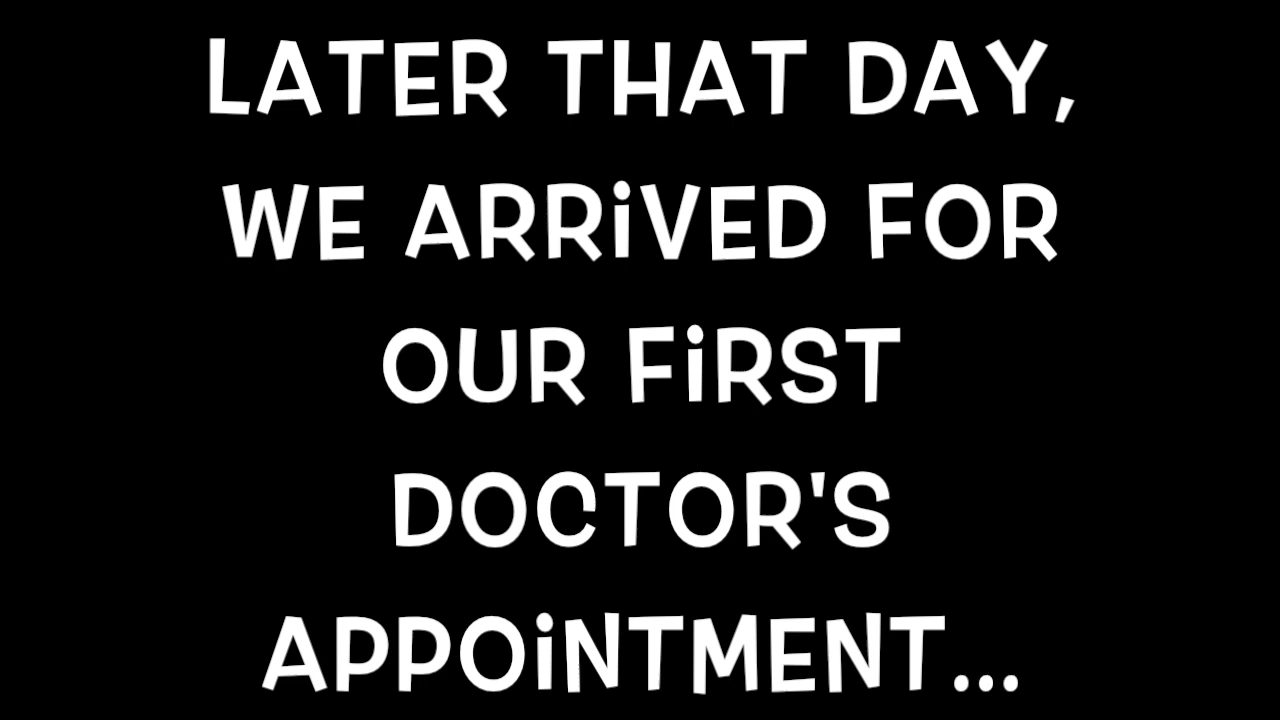 LATER THAT DAY,
WE ARRiVED FOR
OUR FiRST
DOCTOR'S
APPOiNTMENT...